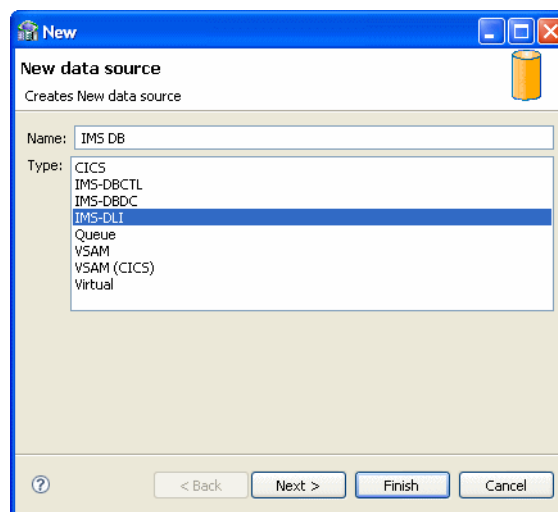 New
New data source
Creates New data source
Name: IMS DB
Type: CICS
IMS-DBCTL
IMS-DBDC
IMS-DLI
Queue
VSAM
VSAM (CICS)
Virtual
? < Back Next > Finish Cancel